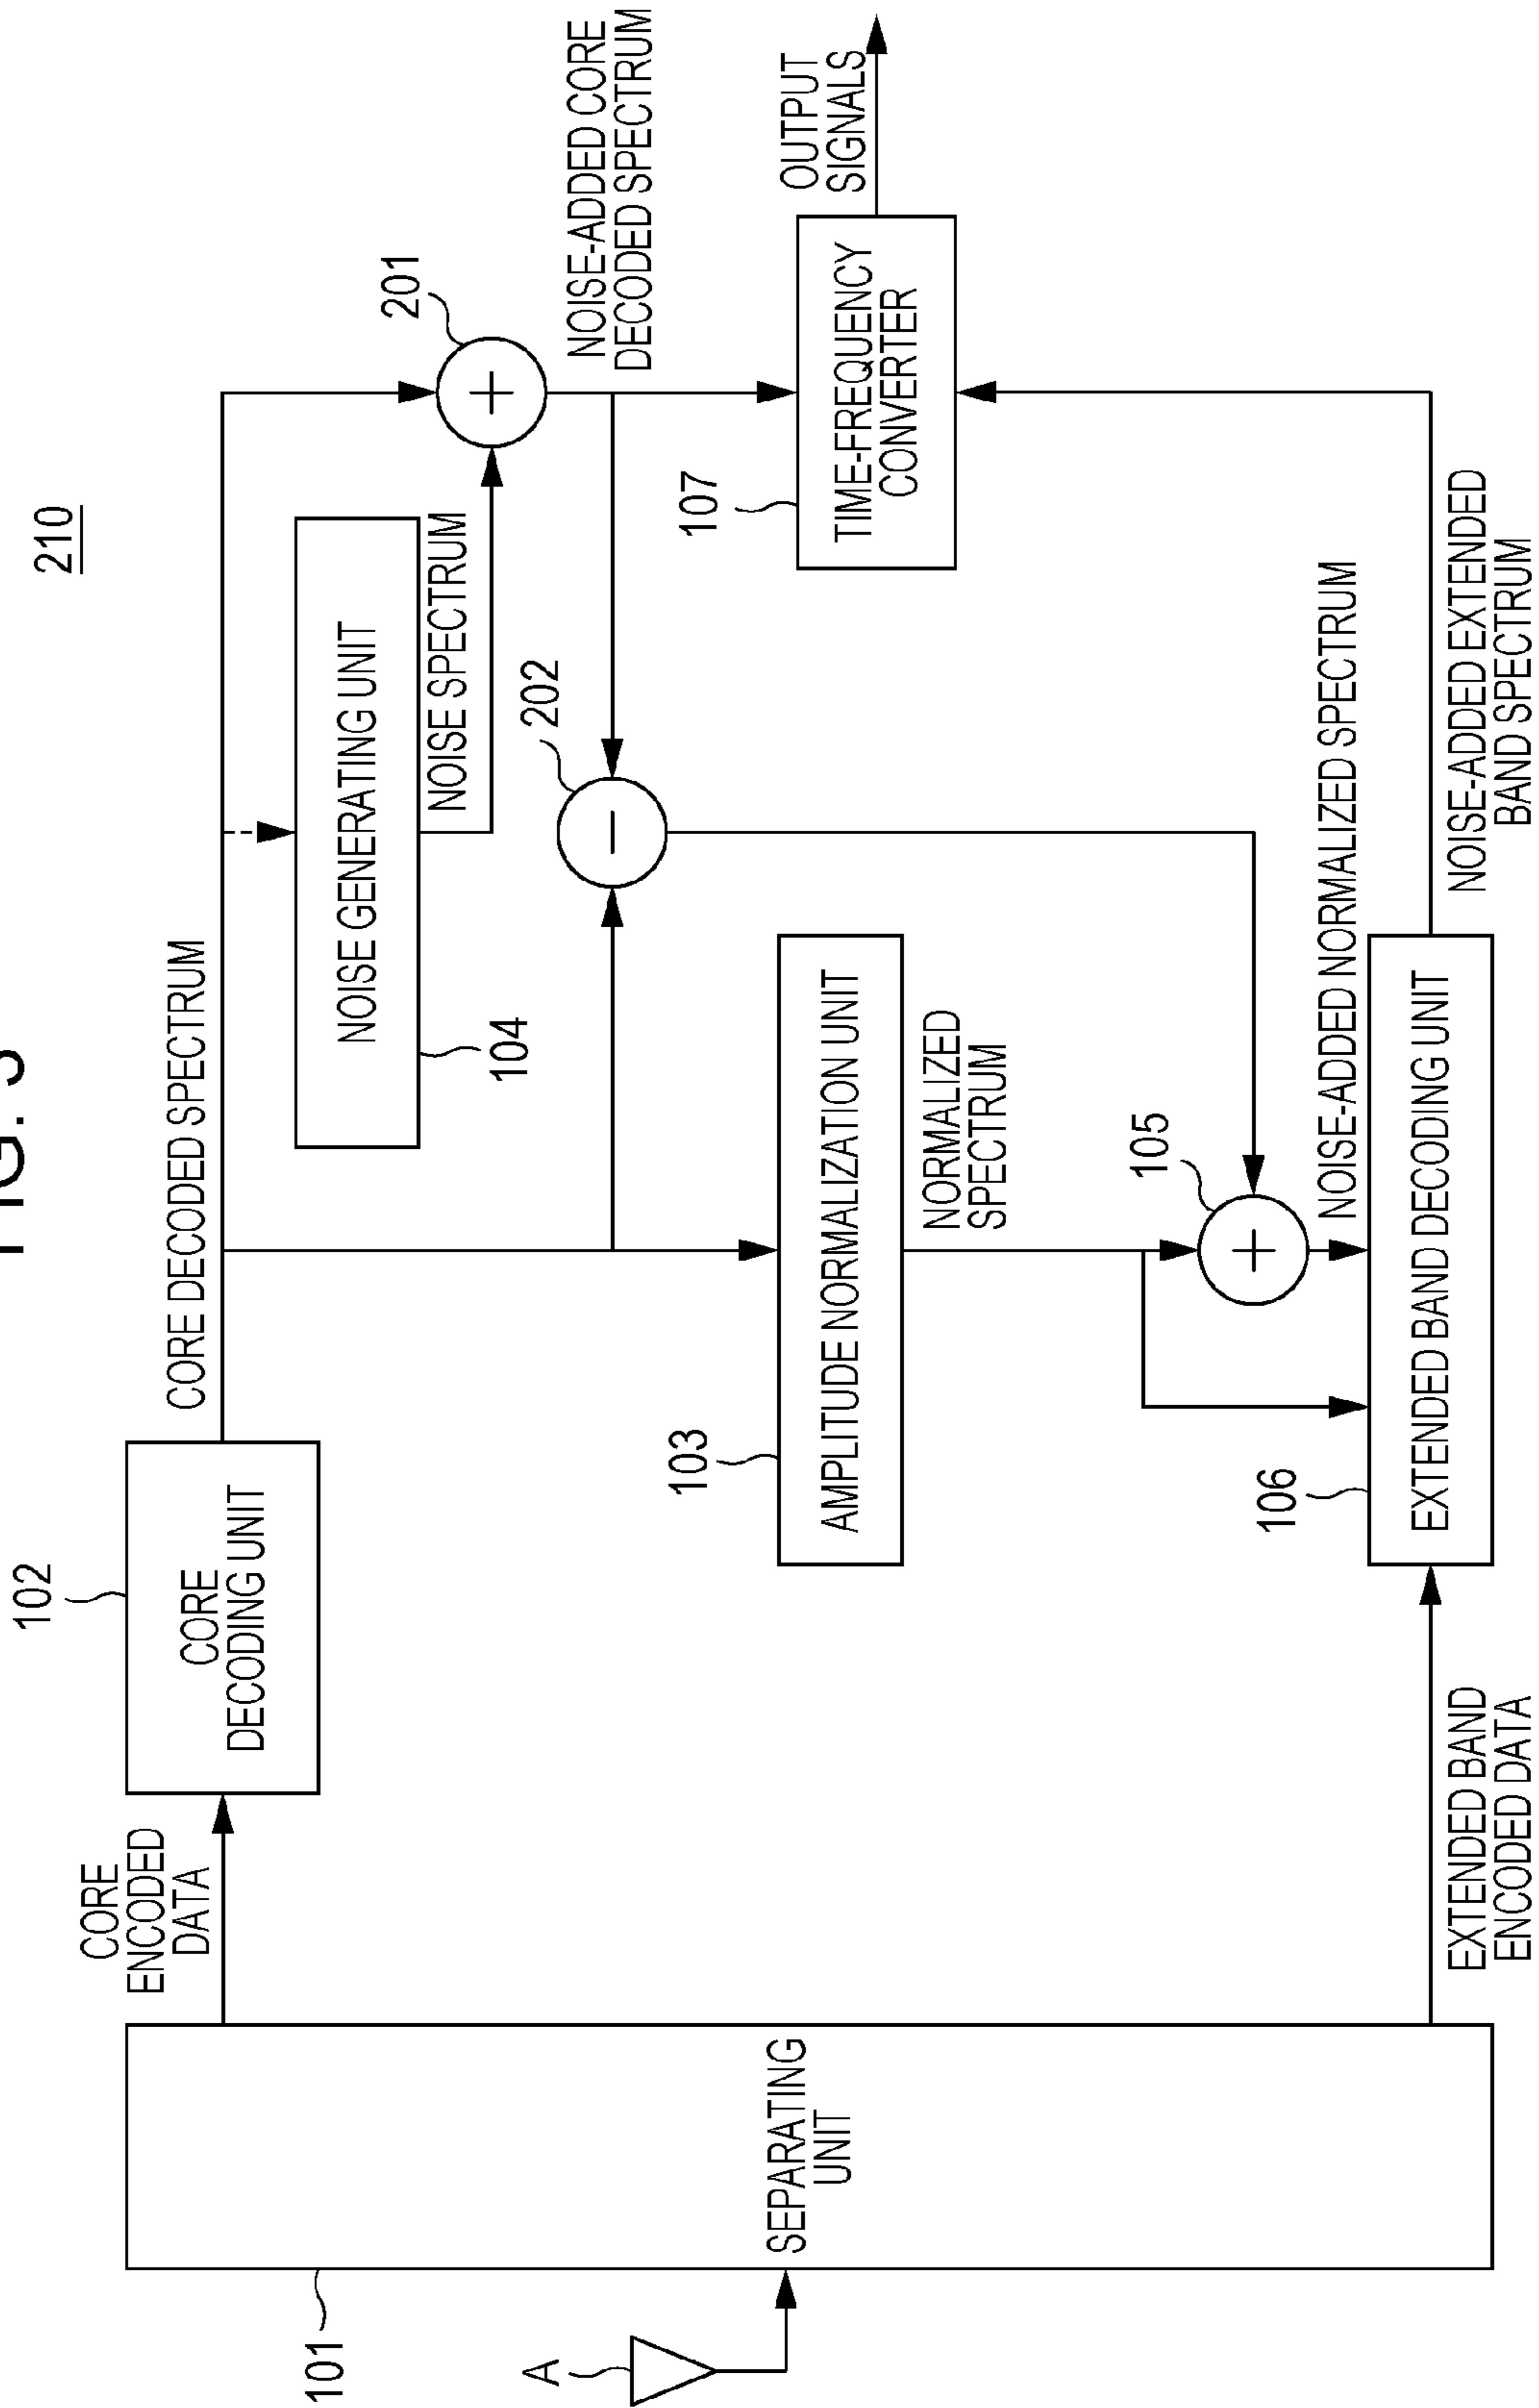 FIG. 3
210
102
CORE
ENCODED
DATA
CORE
DECODING UNIT
CORE DECODED SPECTRUM
NOISE GENERATING UNIT
104
NOISE SPECTRUM
201
202
NOISE-ADDED CORE
DECODED SPECTRUM
101
A
SEPARATING
UNIT
103
AMPLITUDE NORMALIZATION UNIT
NORMALIZED
SPECTRUM
107
TIME-FREQUENCY
CONVERTER
OUTPUT
SIGNALS
105
106
NOISE-ADDED NORMALIZED SPECTRUM
EXTENDED BAND DECODING UNIT
EXTENDED BAND
ENCODED DATA
NOISE-ADDED EXTENDED
BAND SPECTRUM